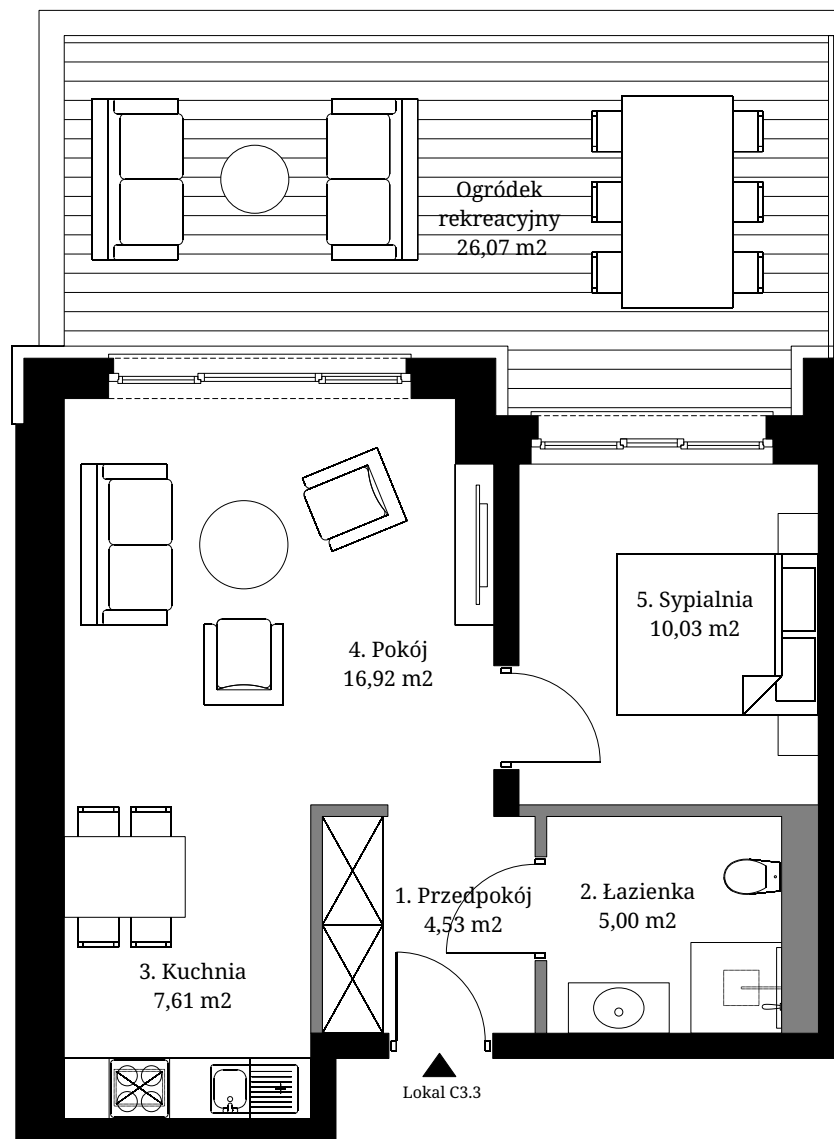 Ogródek
rekreacyjny
26,07 m2
5. Sypialnia
10,03 m2
4. Pokój
16,92 m2
1. Przedpokój
4,53 m2
2. Łazienka
5,00 m2
3. Kuchnia
7,61 m2
Lokal C3.3